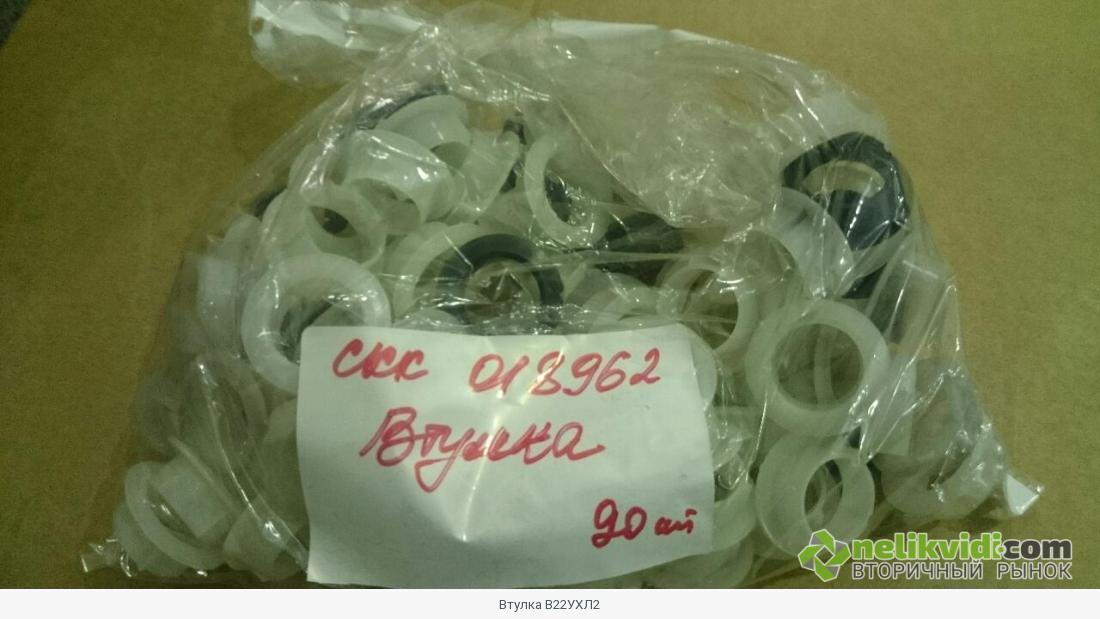 скк 018962
Втулка
90 шт
nelikvidi.com
ВТОРИЧНЫЙ РЫНОК
Втулка В22УХЛ2